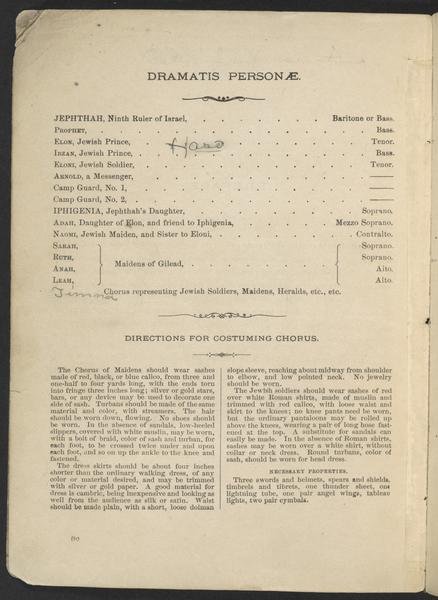 DRAMATIS PERSONÆ.
JEPHTHAH, Ninth Ruler of Israel, . . . . . . Baritone or Bass.
PROPHET, . . . . . . . . . . Bass.
ELON, Jewish Prince, . . . . . . . . Tenor.
IRZAN, Jewish Prince, . . . . . . . . Bass.
ELONI, Jewish Soldier, . . . . . . . . Tenor.
ARNOLD, a Messenger, . . . . . . . . ——
Camp Guard, No. 1, . . . . . . . . ——
Camp Guard, No. 2, . . . . . . . . ——
IPHIGENIA, Jephthah's Daughter, . . . . . . Soprano.
ADAH, Daughter of Elon, and friend to Iphigenia, . . . . Mezzo Soprano.
NAOMI, Jewish Maiden, and Sister to Eloni, . . . . . Contralto.
SARAH, Soprano.
RUTH, Soprano.
Maidens of Gilead, . . . . . . .
ANAH, Alto.
LEAH, Alto.
Chorus representing Jewish Soldiers, Maidens, Heralds, etc., etc.
DIRECTIONS FOR COSTUMING CHORUS.
The Chorus of Maidens should wear sashes
made of red, black, or blue calico, from three and
one-half to four yards long, with the ends torn
into fringe three inches long; silver or gold stars,
bars, or any device may be used to decorate one
side of sash. Turbans should be made of the same
material and color, with streamers. The hair
should be worn down, flowing. No shoes should
be worn. In the absence of sandals, low-heeled
slippers, covered with white muslin, may be worn,
with a bolt of braid, color of sash and turban, for
each foot, to be crossed twice under and upon
each foot, and so on up the ankle to the knee and
fastened.
The dress skirts should be about four inches
shorter than the ordinary walking dress, of any
color or material desired, and may be trimmed
with silver or gold paper. A good material for
dress is cambric, being inexpensive and looking as
well from the audience as silk or satin. Waist
should be made plain, with a short, loose dolman
slope sleeve, reaching about midway from shoulder
to elbow, and low pointed neck. No jewelry
should be worn.
The Jewish soldiers should wear sashes of red
over white Roman shirts, made of muslin and
trimmed with red calico, with loose waist and
skirt to the knees; no knee pants need be worn,
but the ordinary pantaloons may be rolled up
above the knees, wearing a pair of long hose fast-
ened at the top. A substitute for sandals can
easily be made. In the absence of Roman shirts,
sashes may be worn over white shirt, without
collar or neck dress. Round turbans, color of
sash, should be worn for head dress.
NECESSARY PROPERTIES.
Three swords and helmets, spears and shields,
timbrels and tibrets, one thunder sheet, one
lightning tube, one pair angel wings, tableau
lights, two pair cymbals.